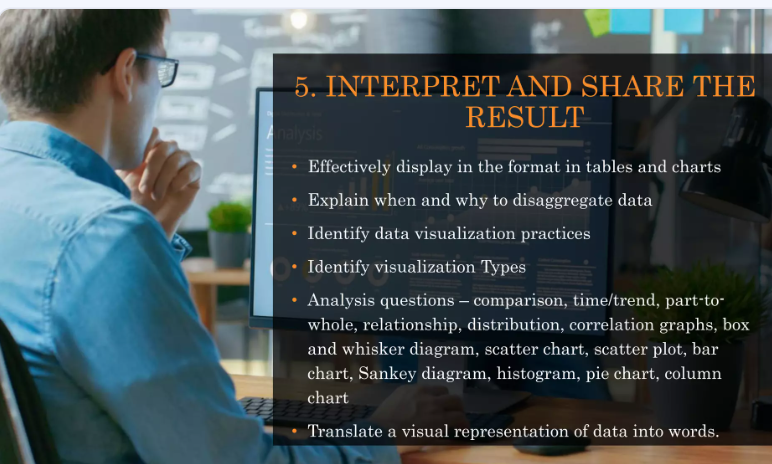 5. INTERPRET AND SHARE THE
RESULT
• Effectively display in the format in tables and charts
• Explain when and why to disaggregate data
• Identify data visualization practices
• Identify visualization Types
• Analysis questions – comparison, time/trend, part-to-
whole, relationship, distribution, correlation graphs, box
and whisker diagram, scatter chart, scatter plot, bar
chart, Sankey diagram, histogram, pie chart, column
chart
• Translate a visual representation of data into words.
Analysis